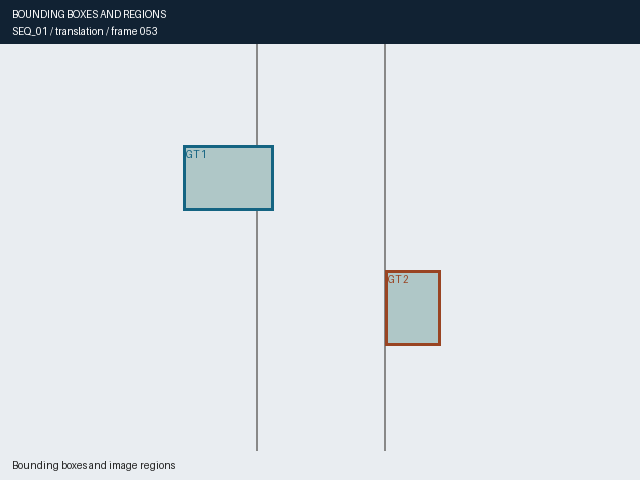 BOUNDING BOXES AND REGIONS
SEQ_01 / translation / frame 053
GT1
GT2
Bounding boxes and image regions